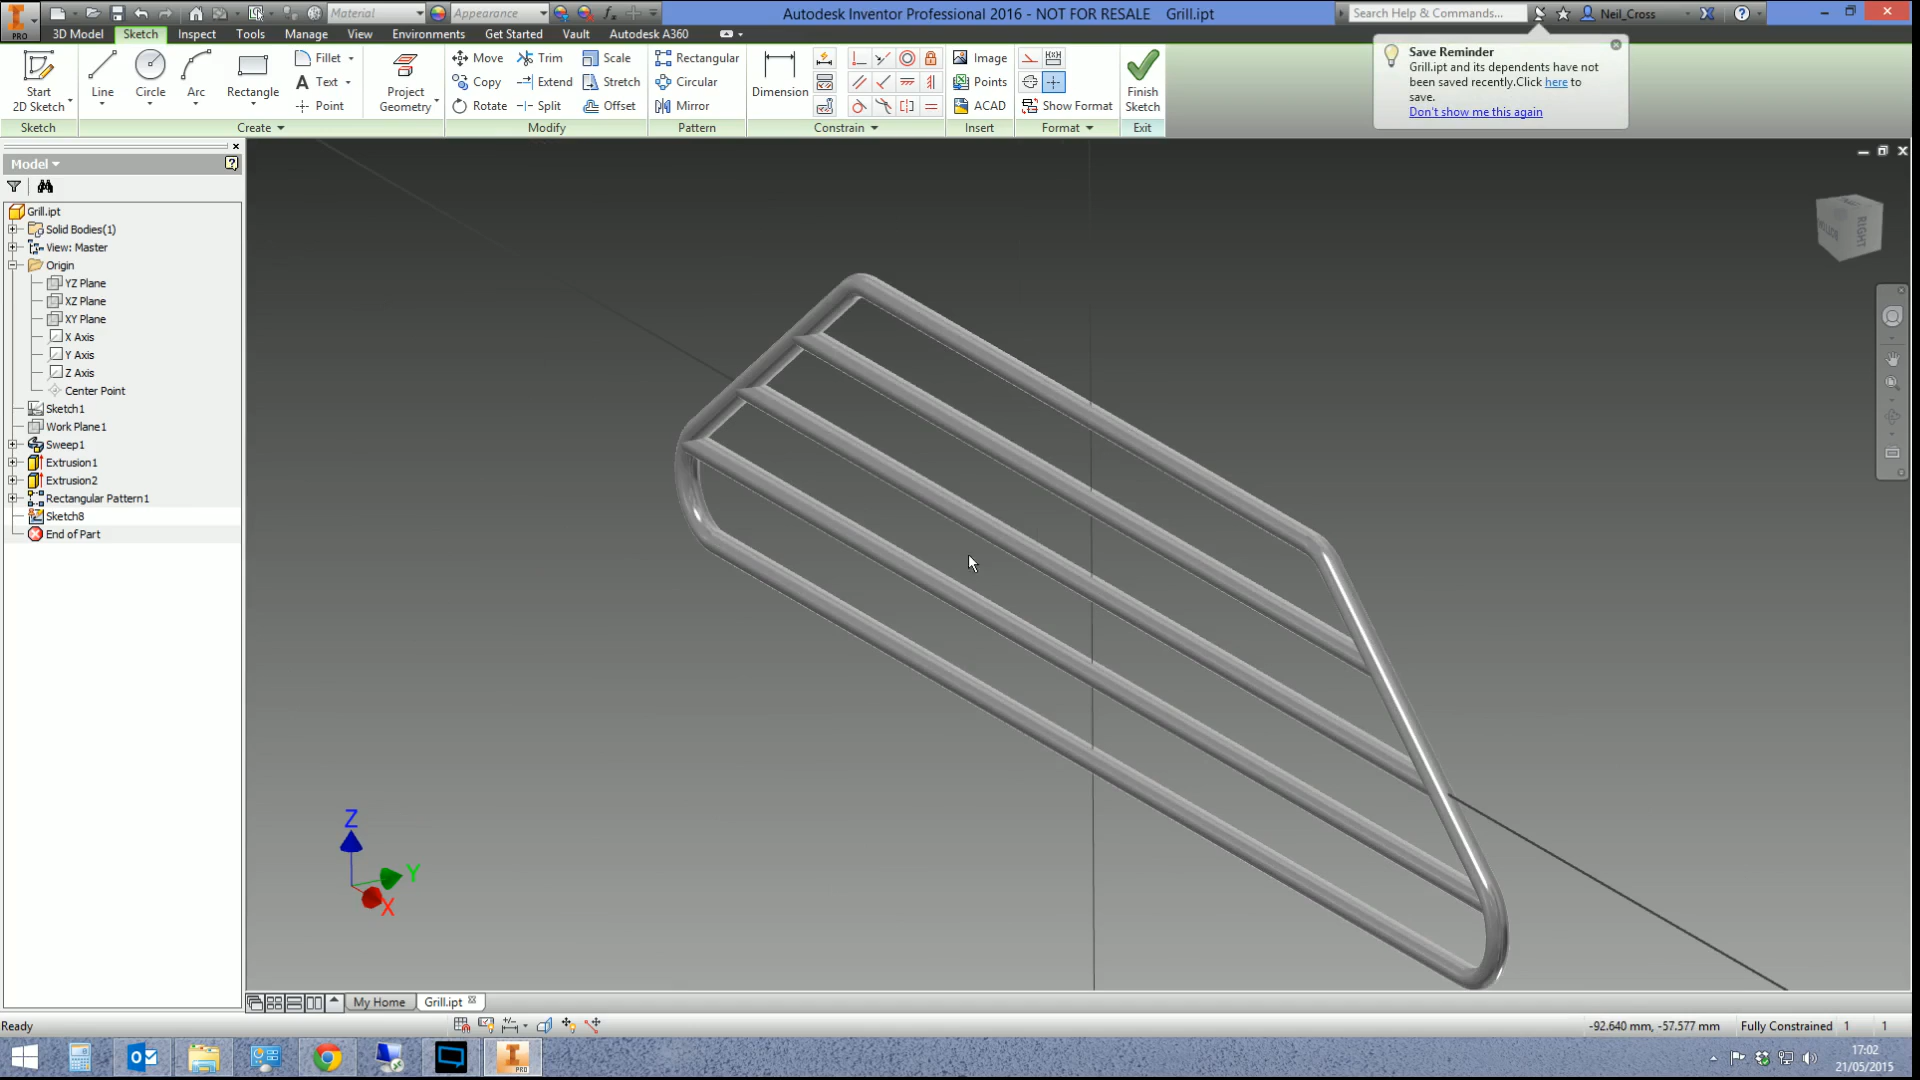 Material
Appearance
Autodesk Inventor Professional 2016 - NOT FOR RESALE Grill.ipt
Search Help & Commands...
Neil_Cross
PRO
3D Model
Sketch
Inspect
Tools
Manage
View
Environments
Get Started
Vault
Autodesk A360
Start
2D Sketch
Line
Circle
Arc
Rectangle
Fillet
Text
Point
Project
Geometry
Move
Copy
Rotate
Trim
Extend
Split
Scale
Stretch
Offset
Rectangular
Circular
Mirror
Dimension
Image
Points
ACAD
Show Format
Finish
Sketch
Sketch
Create
Modify
Pattern
Constrain
Insert
Format
Exit
Save Reminder
Grill.ipt and its dependents have not
been saved recently.Click here to
save.
Don't show me this again
Model
Grill.ipt
Solid Bodies(1)
View: Master
Origin
YZ Plane
XZ Plane
XY Plane
X Axis
Y Axis
Z Axis
Center Point
Sketch1
Work Plane1
Sweep1
Extrusion1
Extrusion2
Rectangular Pattern1
Sketch8
End of Part
BOTTOM
RIGHT
Z
Y
X
My Home
Grill.ipt
Ready
-92.640 mm, -57.577 mm
Fully Constrained
1
1
PRO
17:02
21/05/2015